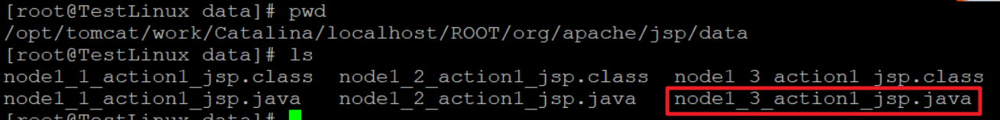 [root@TestLinux data]# pwd
/opt/tomcat/work/Catalina/localhost/ROOT/org/apache/jsp/data
[root@TestLinux data]# ls
node1_1_action1_jsp.class  node1_2_action1_jsp.class  node1_3_action1_jsp.class
node1_1_action1_jsp.java  node1_2_action1_jsp.java  node1_3_action1_jsp.java
[root@TestLinux data]#